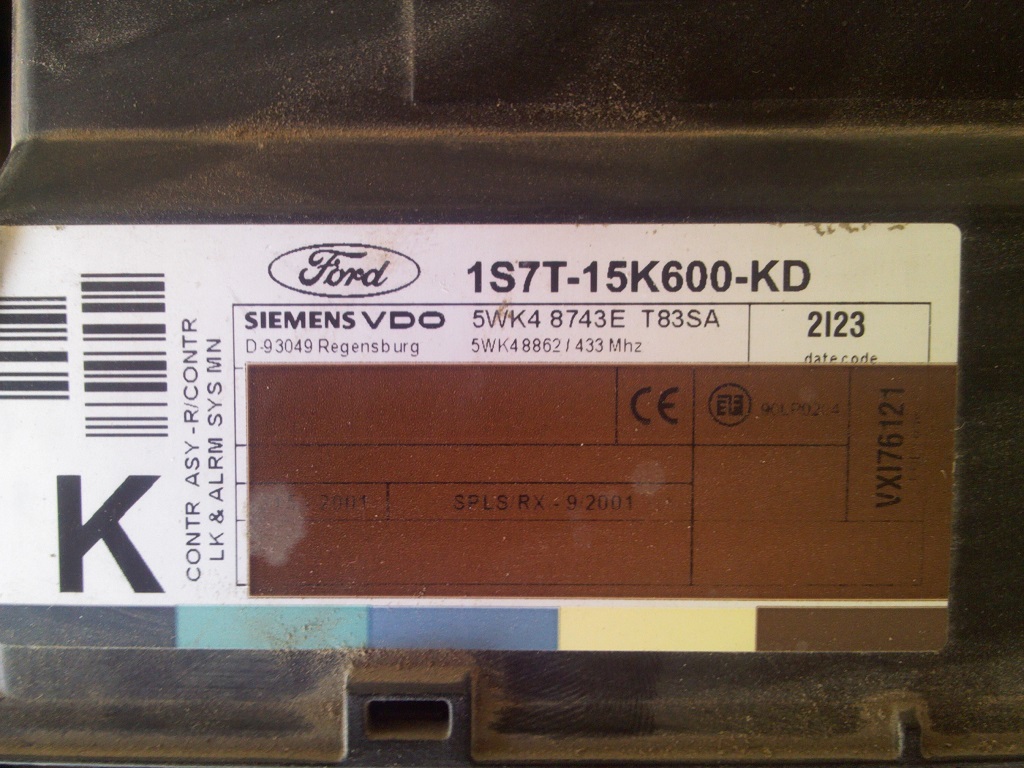 Ford
1S7T-15K600-KD
SIEMENS VDO
5WK4 8743E T83SA
2I23
D-93049 Regensburg
5WK48862 / 433 Mhz
date code
CE
VXI76121
2001
SPLS/RX - 9/2001
K
CONTR ASY-R/CONTR
LK & ALRM SYS MN